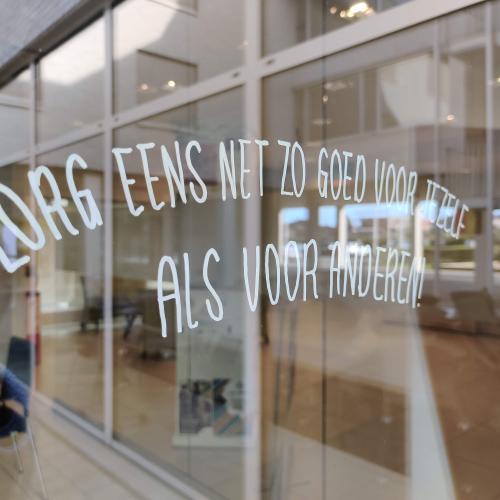 ZORG EENS NET ZO GOED VOOR JEZELF
ALS VOOR ANDEREN!